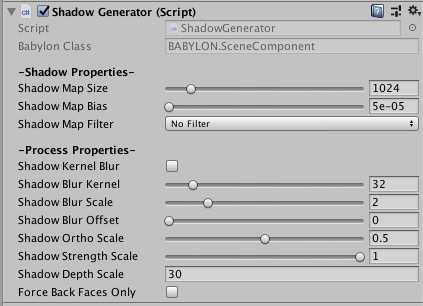 Shadow Generator (Script)
Script ShadowGenerator
Babylon Class BABYLON.SceneComponent
-Shadow Properties-
Shadow Map Size 1024
Shadow Map Bias 5e-05
Shadow Map Filter No Filter
-Process Properties-
Shadow Kernel Blur
Shadow Blur Kernel 32
Shadow Blur Scale 2
Shadow Blur Offset 0
Shadow Ortho Scale 0.5
Shadow Strength Scale 1
Shadow Depth Scale 30
Force Back Faces Only